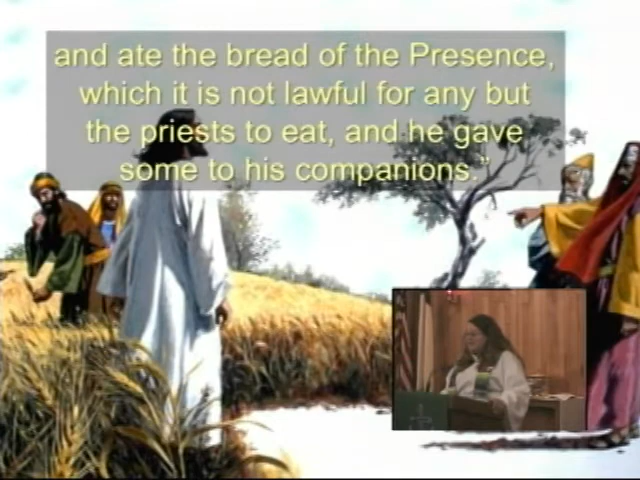 and ate the bread of the Presence,
which it is not lawful for any but
the priests to eat, and he gave
some to his companions.”